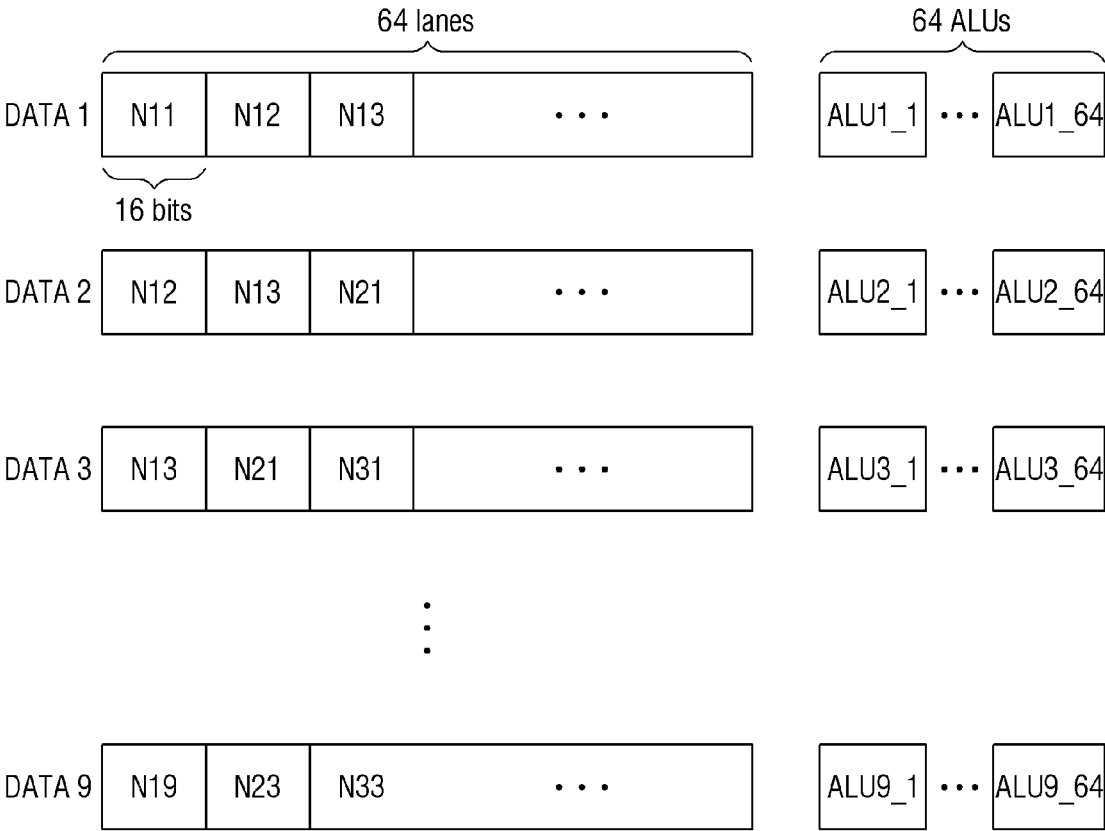 64 lanes 64 ALUs
DATA 1 N11 N12 N13 ··· ALU1_1 ··· ALU1_64
16 bits
DATA 2 N12 N13 N21 ··· ALU2_1 ··· ALU2_64
DATA 3 N13 N21 N31 ··· ALU3_1 ··· ALU3_64
DATA 9 N19 N23 N33 ··· ALU9_1 ··· ALU9_64